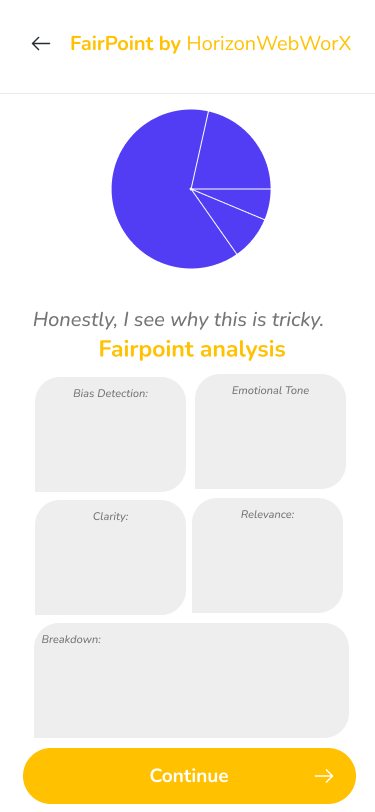 FairPoint by HorizonWebWorX
Honestly, I see why this is tricky.
Fairpoint analysis
Bias Detection:
Emotional Tone
Clarity:
Relevance:
Breakdown:
Continue